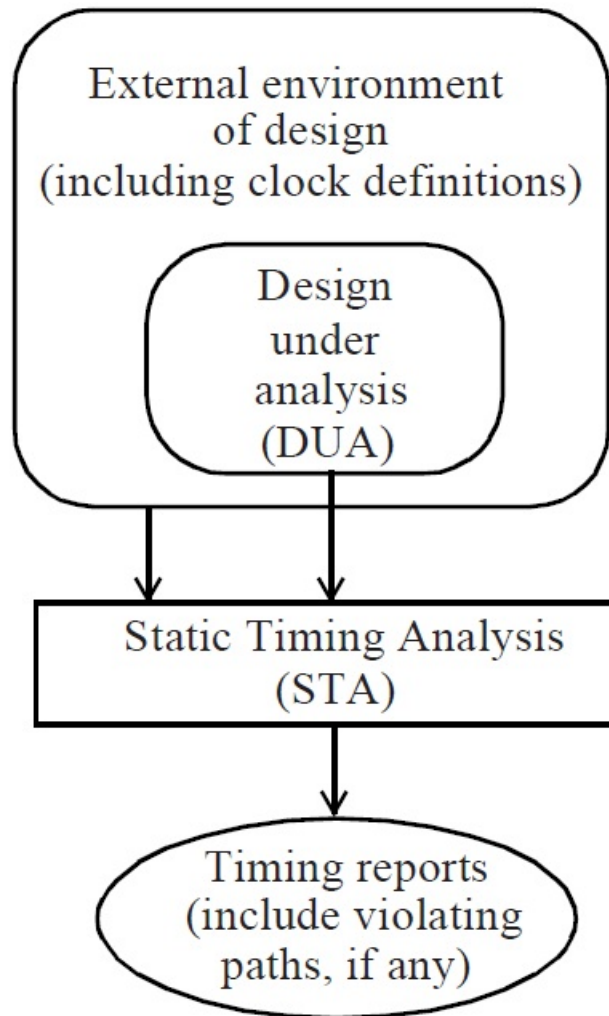 External environment
of design
(including clock definitions)
Design
under
analysis
(DUA)
Static Timing Analysis
(STA)
Timing reports
(include violating
paths, if any)